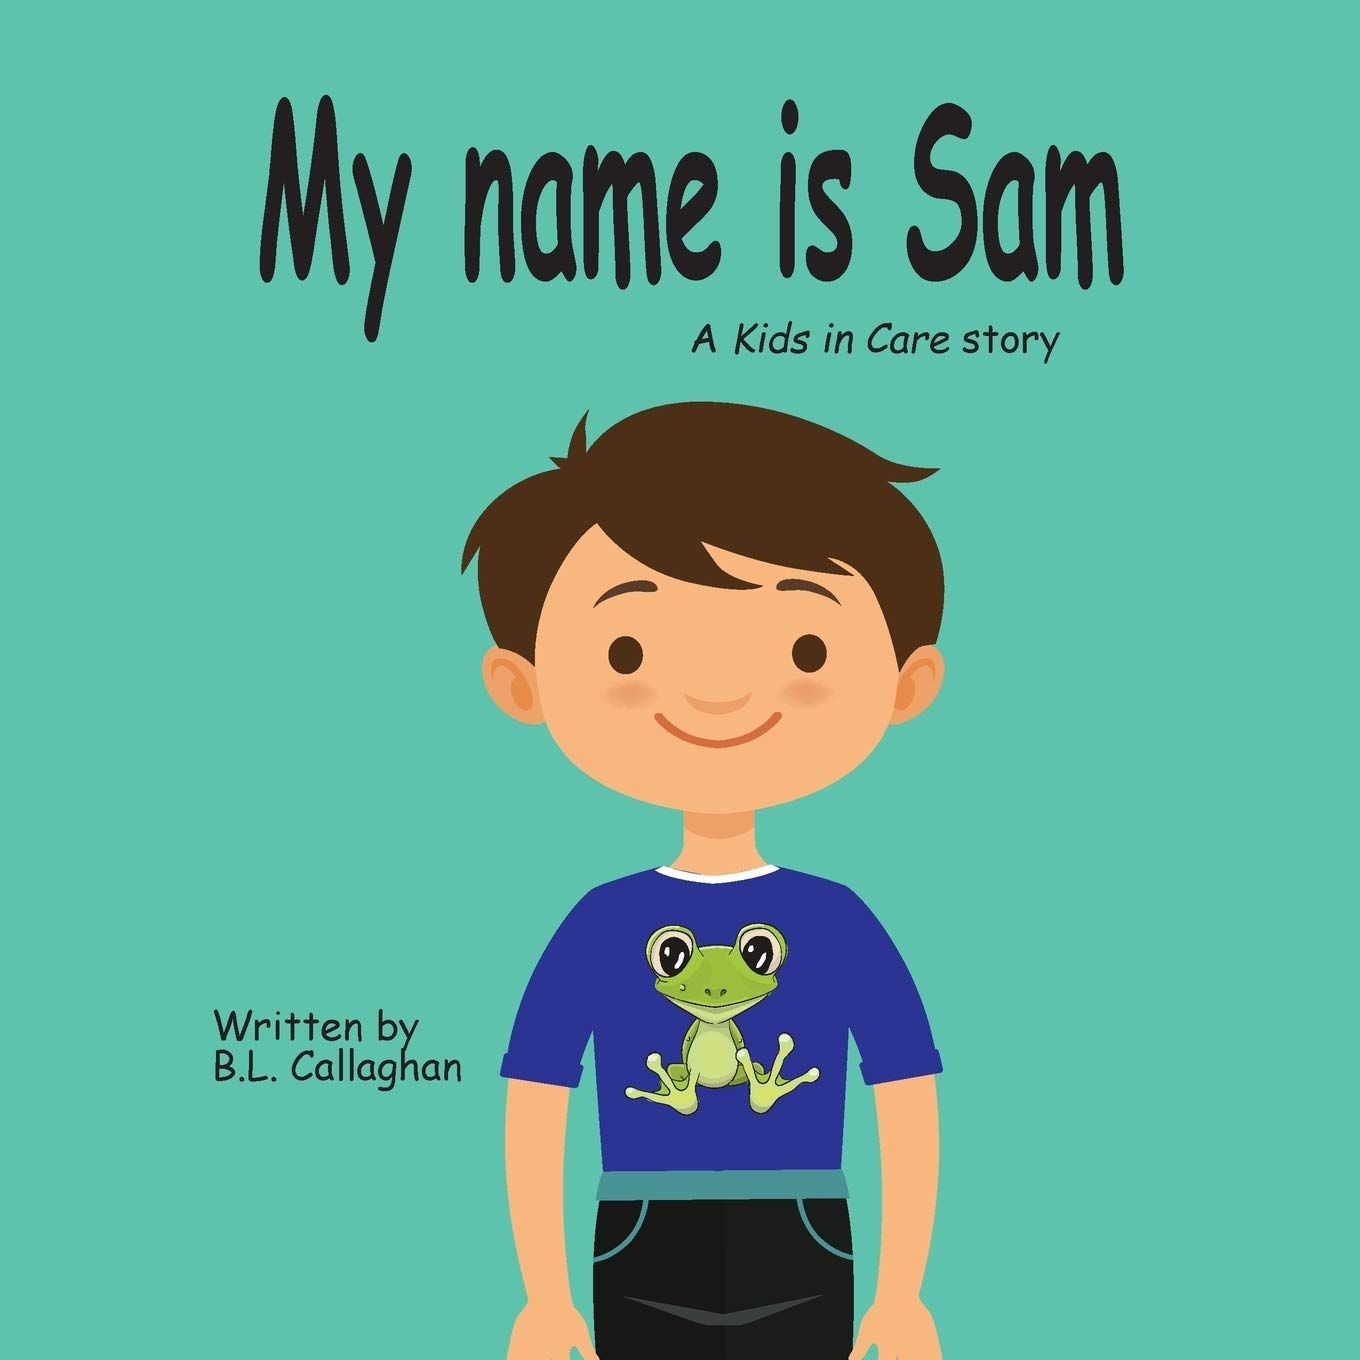 My name is Sam
A Kids in Care story
Written by
B.L. Callaghan